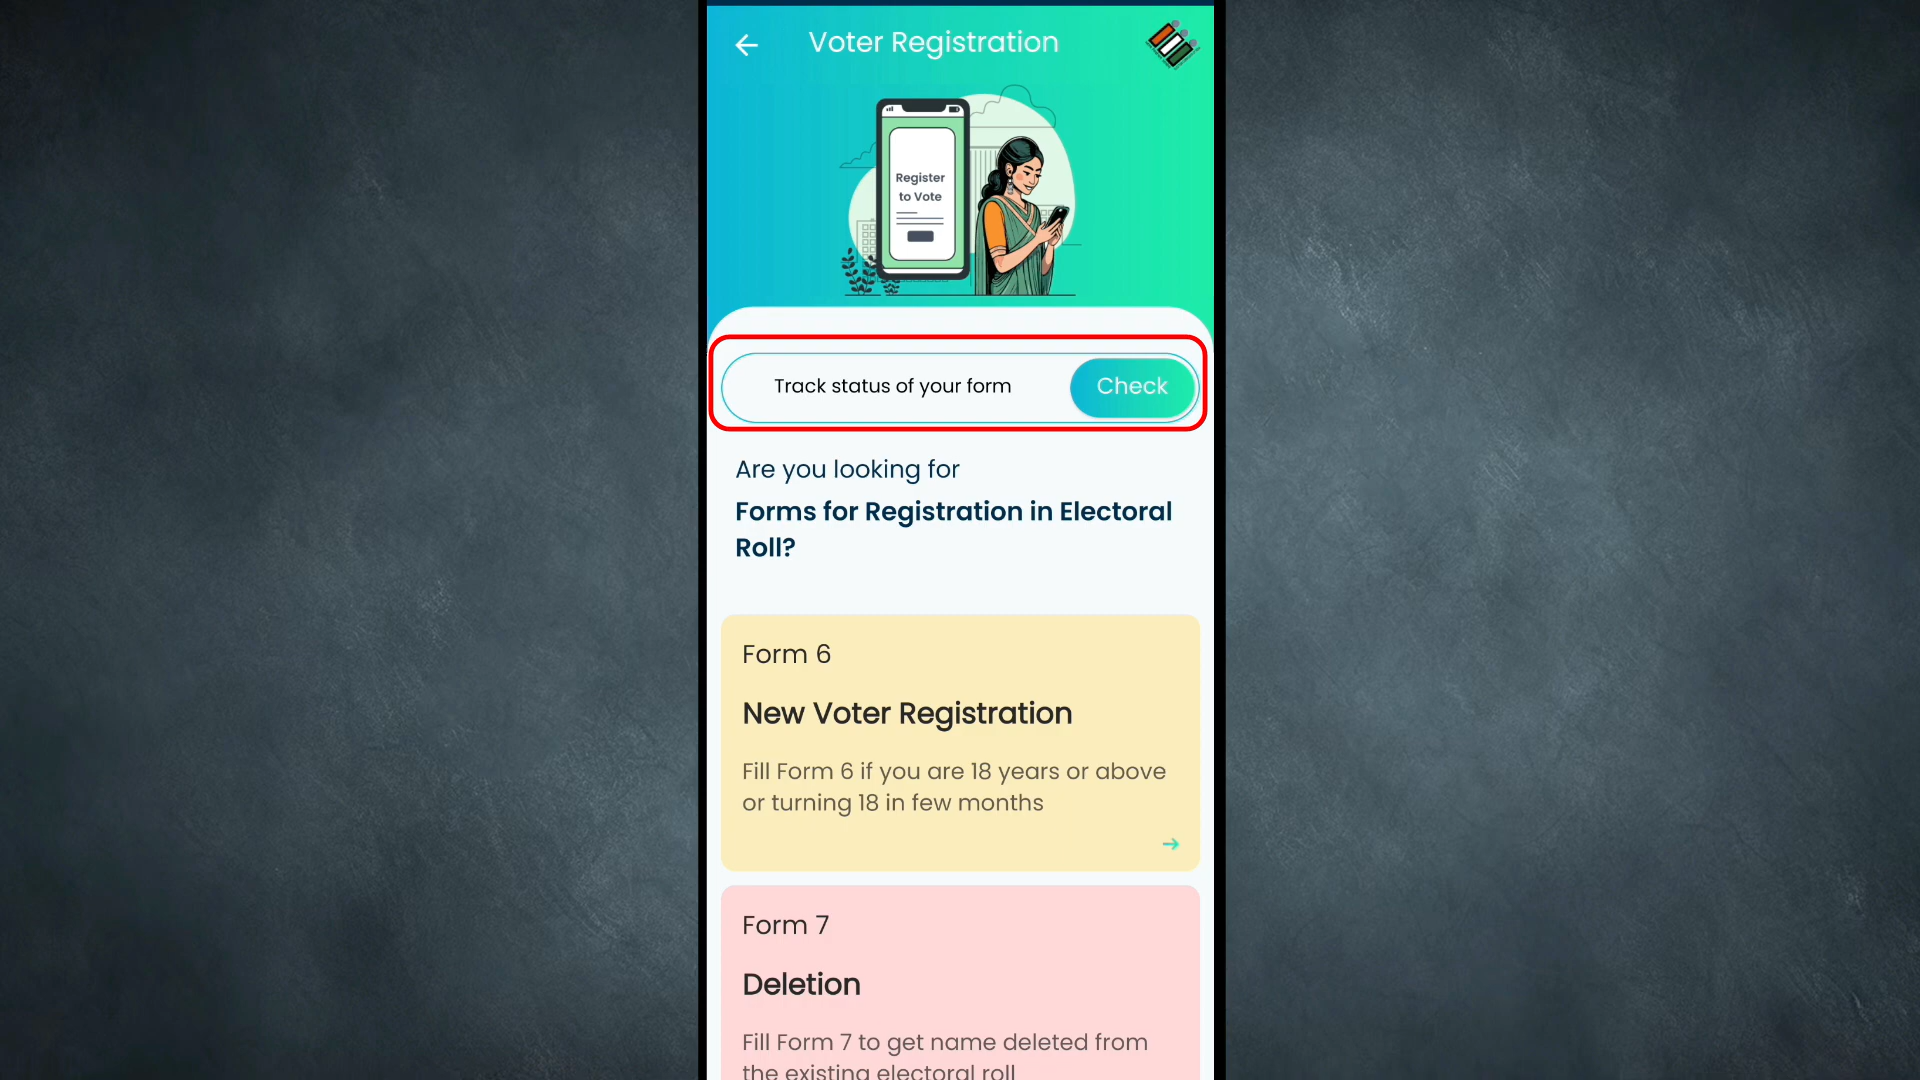 Voter Registration
Register
to Vote
Track status of your form
Check
Are you looking for
Forms for Registration in Electoral
Roll?
Form 6
New Voter Registration
Fill Form 6 if you are 18 years or above
or turning 18 in few months
Form 7
Deletion
Fill Form 7 to get name deleted from
the existing electoral roll